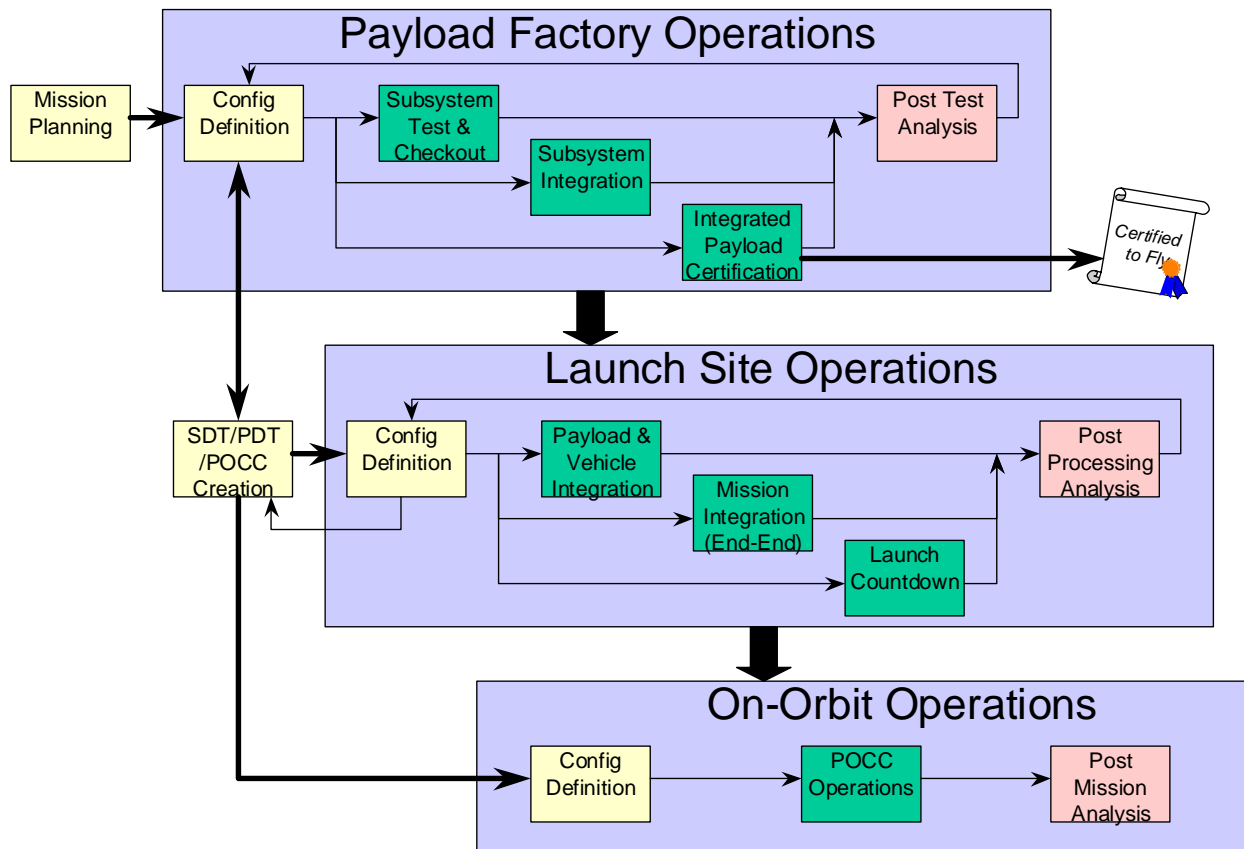 Payload Factory Operations
Mission
Planning
Config
Definition
Subsystem
Test &
Checkout
Subsystem
Integration
Integrated
Payload
Certification
Post Test
Analysis
Certified
to Fly
Launch Site Operations
SDT/PDT
/POCC
Creation
Config
Definition
Payload &
Vehicle
Integration
Mission
Integration
(End-End)
Launch
Countdown
Post
Processing
Analysis
On-Orbit Operations
Config
Definition
POCC
Operations
Post
Mission
Analysis